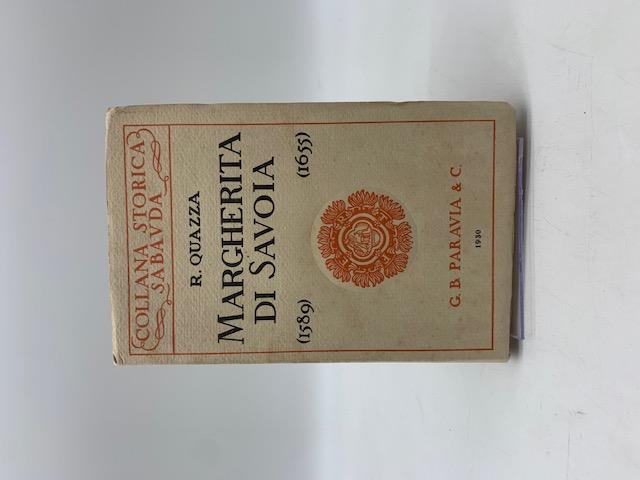 COLLANA STORICA
SABAVDA
R. QUAZZA
MARGHERITA
DI SAVOIA
(1589) (1655)
G. B. PARAVIA & C.
1930